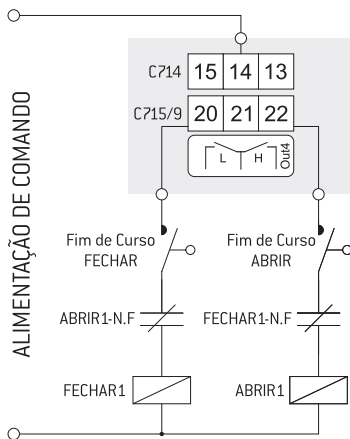 ALIMENTAÇÃO DE COMANDO
C714 15 14 13
C715/9 20 21 22
L H Out4
Fim de Curso
FECHAR
Fim de Curso
ABRIR
ABRIR1-N.F
FECHAR1-N.F
FECHAR1
ABRIR1